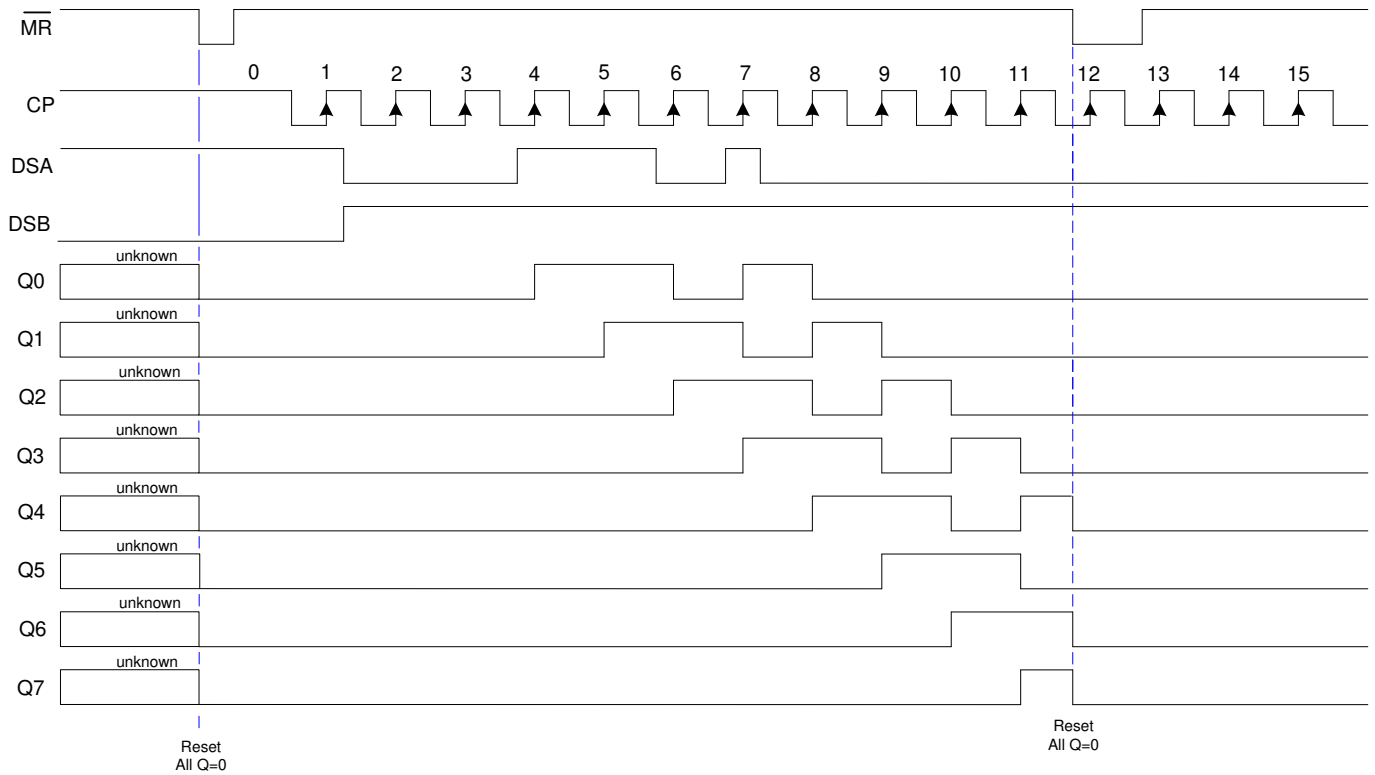 MR
0 1 2 3 4 5 6 7 8 9 10 11 12 13 14 15
CP
DSA
DSB
unknown
Q0
unknown
Q1
unknown
Q2
unknown
Q3
unknown
Q4
unknown
Q5
unknown
Q6
unknown
Q7
Reset
All Q=0
Reset
All Q=0